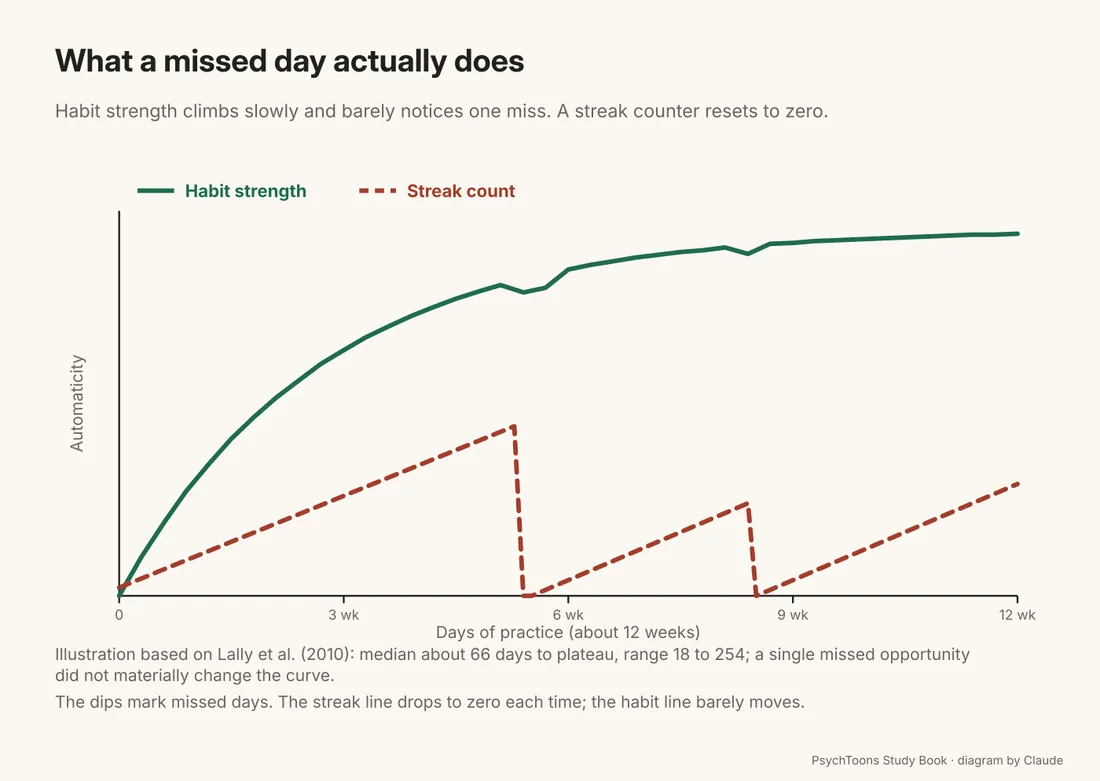 What a missed day actually does
Habit strength climbs slowly and barely notices one miss. A streak counter resets to zero.
Habit strength
Streak count
Automaticity
0
3 wk
6 wk
9 wk
12 wk
Days of practice (about 12 weeks)
Illustration based on Lally et al. (2010): median about 66 days to plateau, range 18 to 254; a single missed opportunity
did not materially change the curve.
The dips mark missed days. The streak line drops to zero each time; the habit line barely moves.
PsychToons Study Book · diagram by Claude